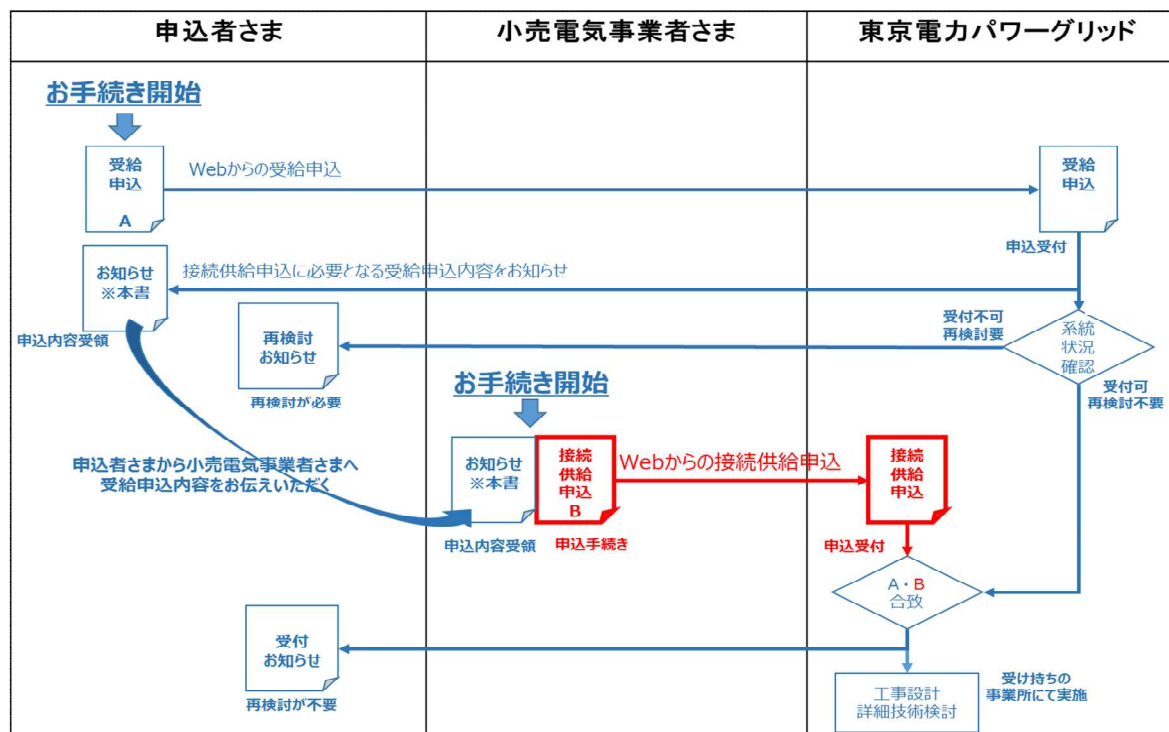 申込者さま
小売電気事業者さま
東京電力パワーグリッド
お手続き開始
受給
申込
A
Webからの受給申込
受給
申込
申込受付
お知らせ
※本書
接続供給申込に必要となる受給申込内容をお知らせ
申込内容受領
再検討
お知らせ
再検討が必要
受付不可
再検討要
系統
状況
確認
受付可
再検討不要
お手続き開始
申込者さまから小売電気事業者さまへ
受給申込内容をお伝えいただく
お知らせ
※本書
申込内容受領
接続
供給
申込
B
申込手続き
Webからの接続供給申込
接続
供給
申込
申込受付
A・B
合致
受付
お知らせ
再検討が不要
工事設計
詳細技術検討
受け持ちの
事業所にて実施